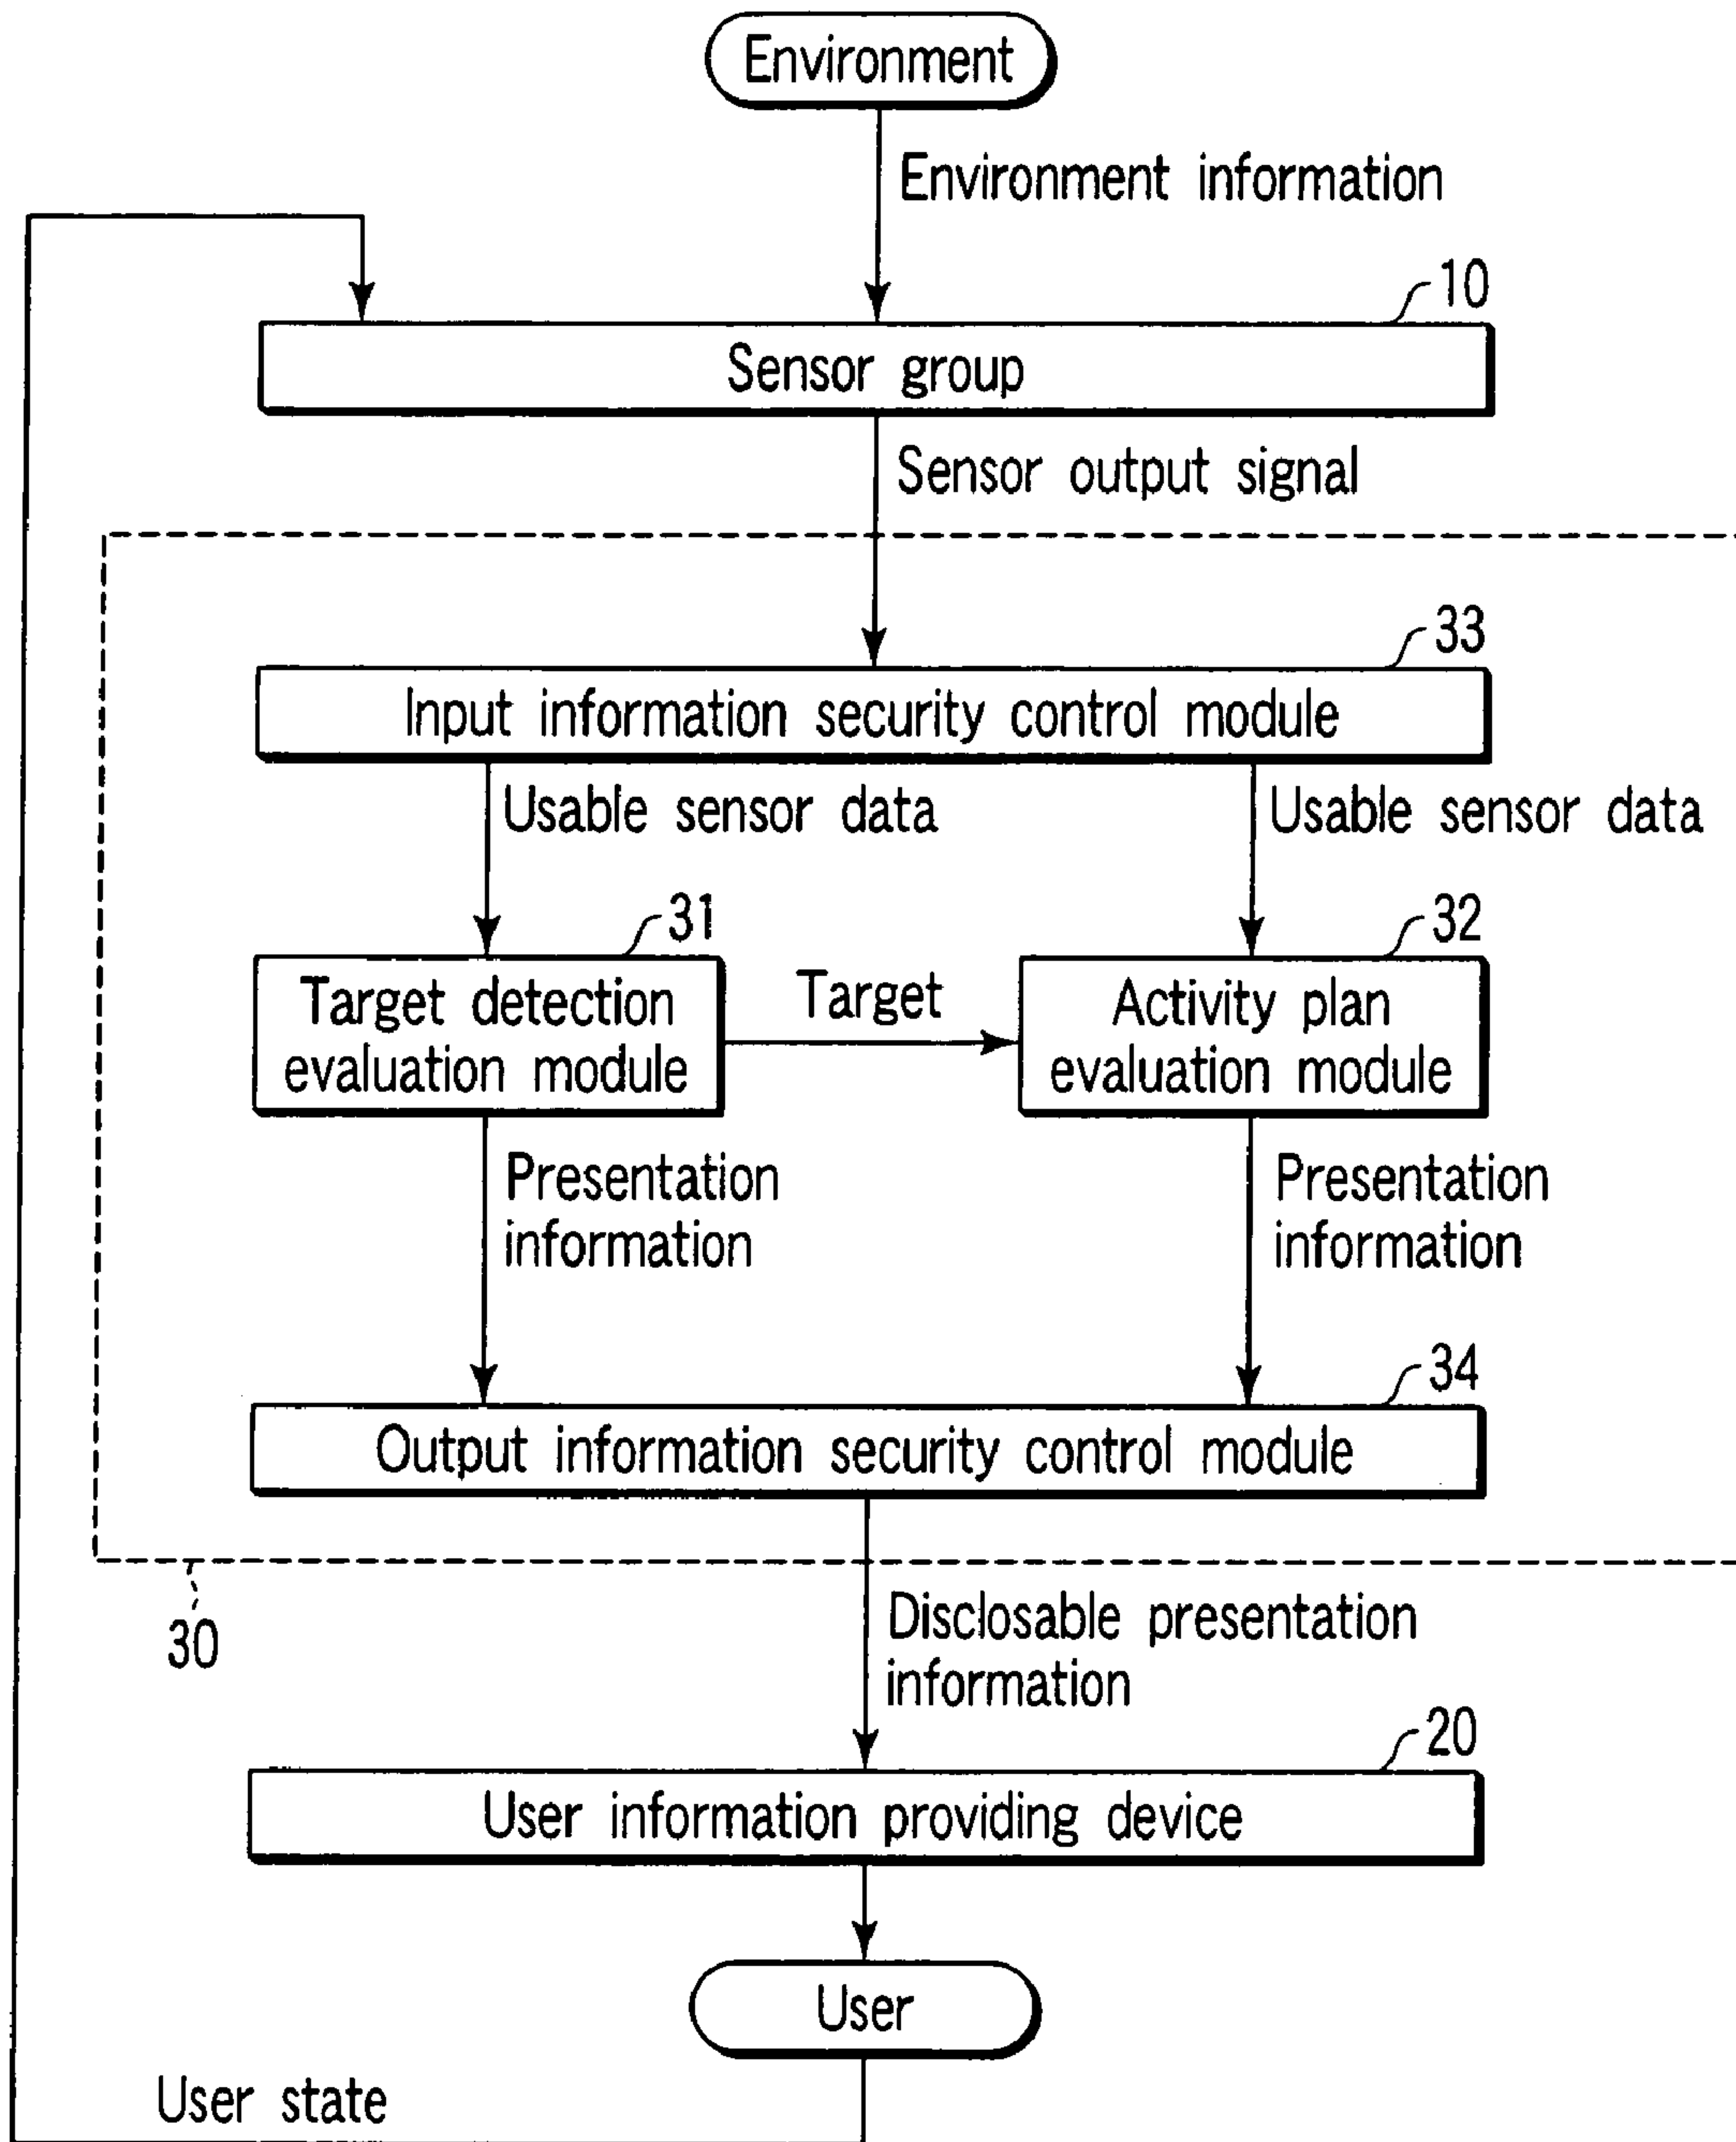 Environment
Environment information
10
Sensor group
Sensor output signal
33
Input information security control module
Usable sensor data
Usable sensor data
31
32
Target detection
evaluation module
Target
Activity plan
evaluation module
Presentation
information
Presentation
information
34
Output information security control module
30
Disclosable presentation
information
20
User information providing device
User
User state